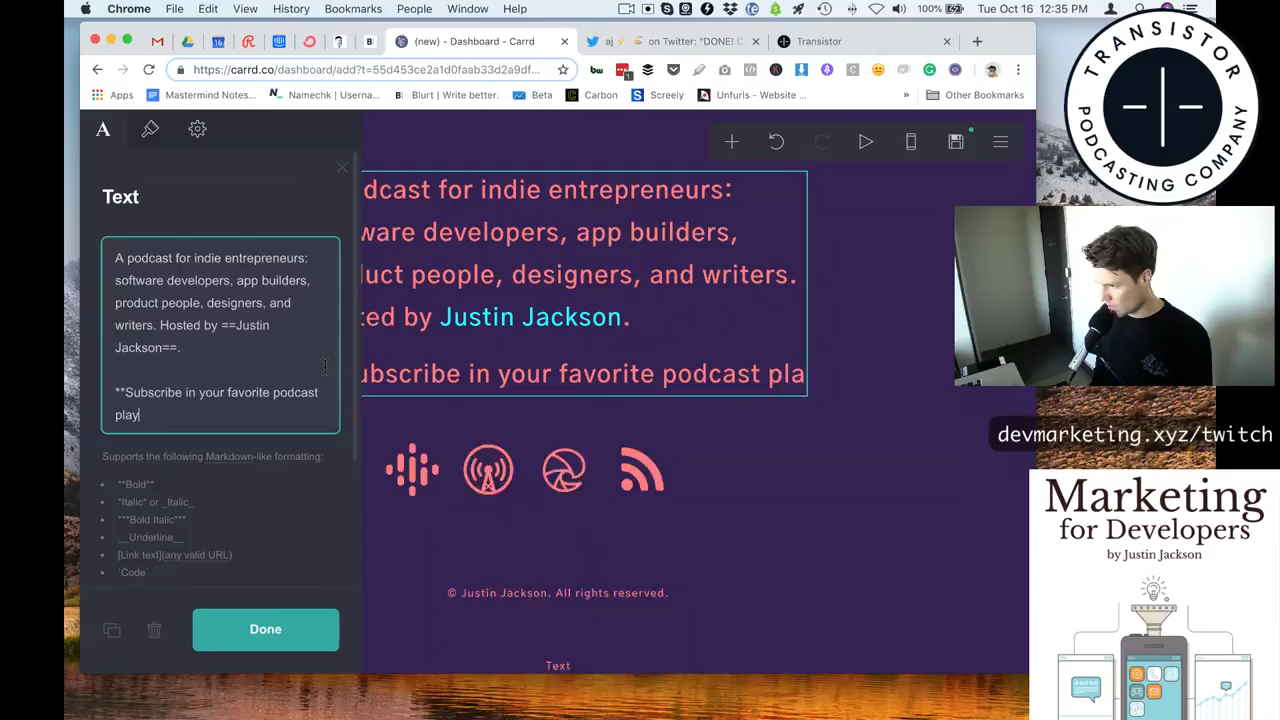 Chrome File Edit View History Bookmarks People Window Help
100% Tue Oct 16 12:35 PM
(new) - Dashboard - Carrd
aj⚡ on Twitter: "DONE! C
Transistor
https://carrd.co/dashboard/add?t=55d453ce2a1d0faab33d2a9df...
Apps
Mastermind Notes...
Namechk | Userna...
Blurt | Write better.
Beta
Carbon
Screely
Unfurls - Website ...
»
Other Bookmarks
A
Text
A podcast for indie entrepreneurs:
software developers, app builders,
product people, designers, and
writers. Hosted by ==Justin
Jackson==.
**Subscribe in your favorite podcast
play
Supports the following Markdown-like formatting:
**Bold**
*Italic* or _Italic_
***Bold Italic***
__Underline__
[Link text](any valid URL)
`Code`
Done
dcast for indie entrepreneurs:
ware developers, app builders,
uct people, designers, and writers.
ted by Justin Jackson.
ubscribe in your favorite podcast pla
© Justin Jackson. All rights reserved.
Text
TRANSISTOR
PODCASTING COMPANY
devmarketing.xyz/twitch
Marketing
for Developers
by Justin Jackson